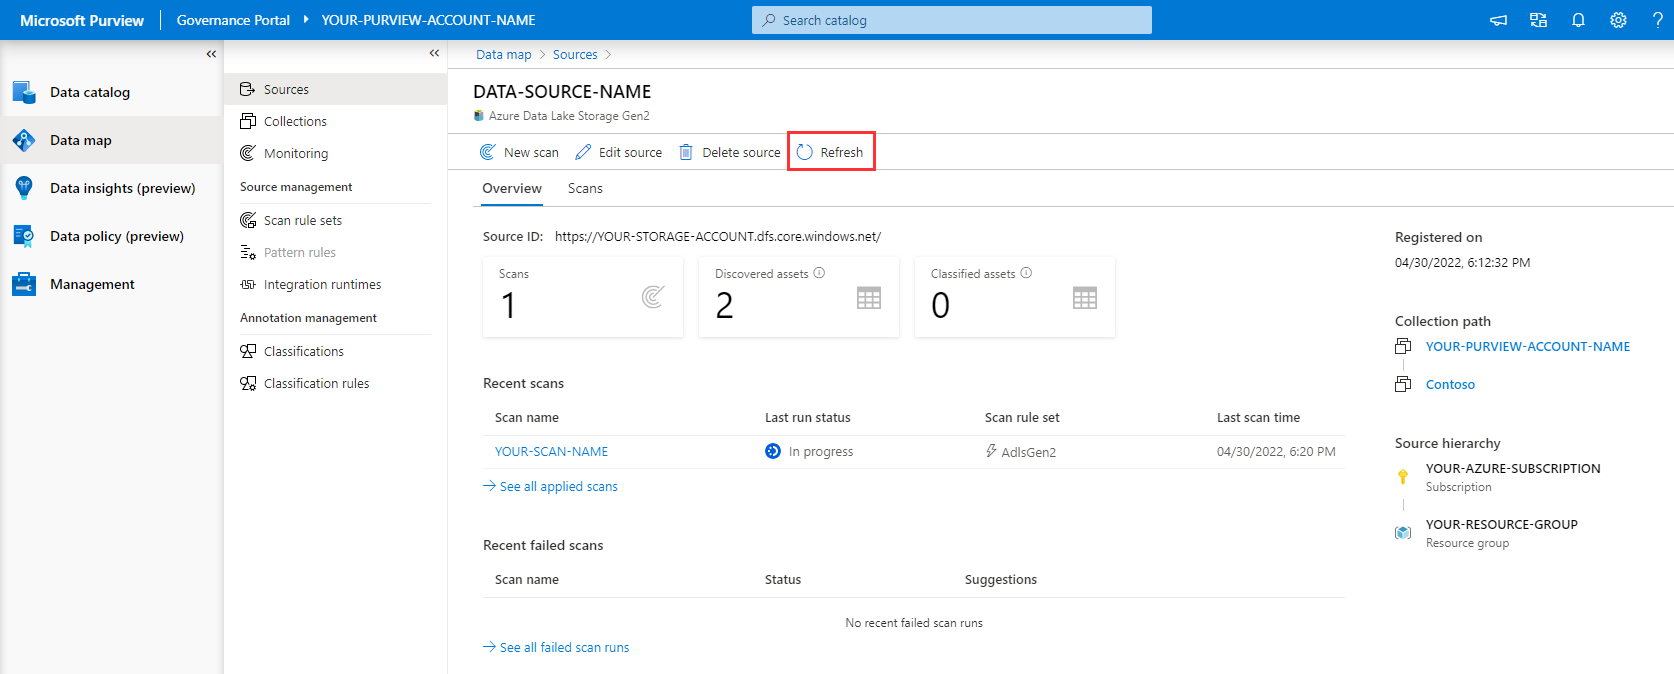 Microsoft Purview | Governance Portal YOUR-PURVIEW-ACCOUNT-NAME Search catalog ?
Data catalog
Data map
Data insights (preview)
Data policy (preview)
Management
Sources
Collections
Monitoring
Source management
Scan rule sets
Pattern rules
Integration runtimes
Annotation management
Classifications
Classification rules
Data map > Sources >
DATA-SOURCE-NAME
Azure Data Lake Storage Gen2
New scan Edit source Delete source Refresh
Overview Scans
Source ID: https://YOUR-STORAGE-ACCOUNT.dfs.core.windows.net/
Scans
1
Discovered assets
2
Classified assets
0
Recent scans
Scan name Last run status Scan rule set Last scan time
YOUR-SCAN-NAME In progress AdlsGen2 04/30/2022, 6:20 PM
See all applied scans
Recent failed scans
Scan name Status Suggestions
No recent failed scan runs
See all failed scan runs
Registered on
04/30/2022, 6:12:32 PM
Collection path
YOUR-PURVIEW-ACCOUNT-NAME
Contoso
Source hierarchy
YOUR-AZURE-SUBSCRIPTION
Subscription
YOUR-RESOURCE-GROUP
Resource group